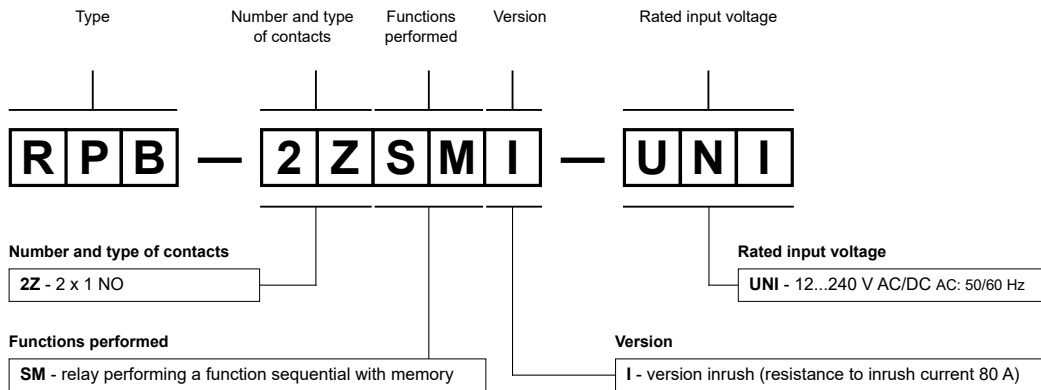 Type
Number and type
of contacts
Functions
performed
Version
Rated input voltage
RPB — 2ZSMI — UNI
Number and type of contacts
2Z - 2 x 1 NO
Rated input voltage
UNI - 12...240 V AC/DC AC: 50/60 Hz
Functions performed
SM - relay performing a function sequential with memory
Version
I - version inrush (resistance to inrush current 80 A)